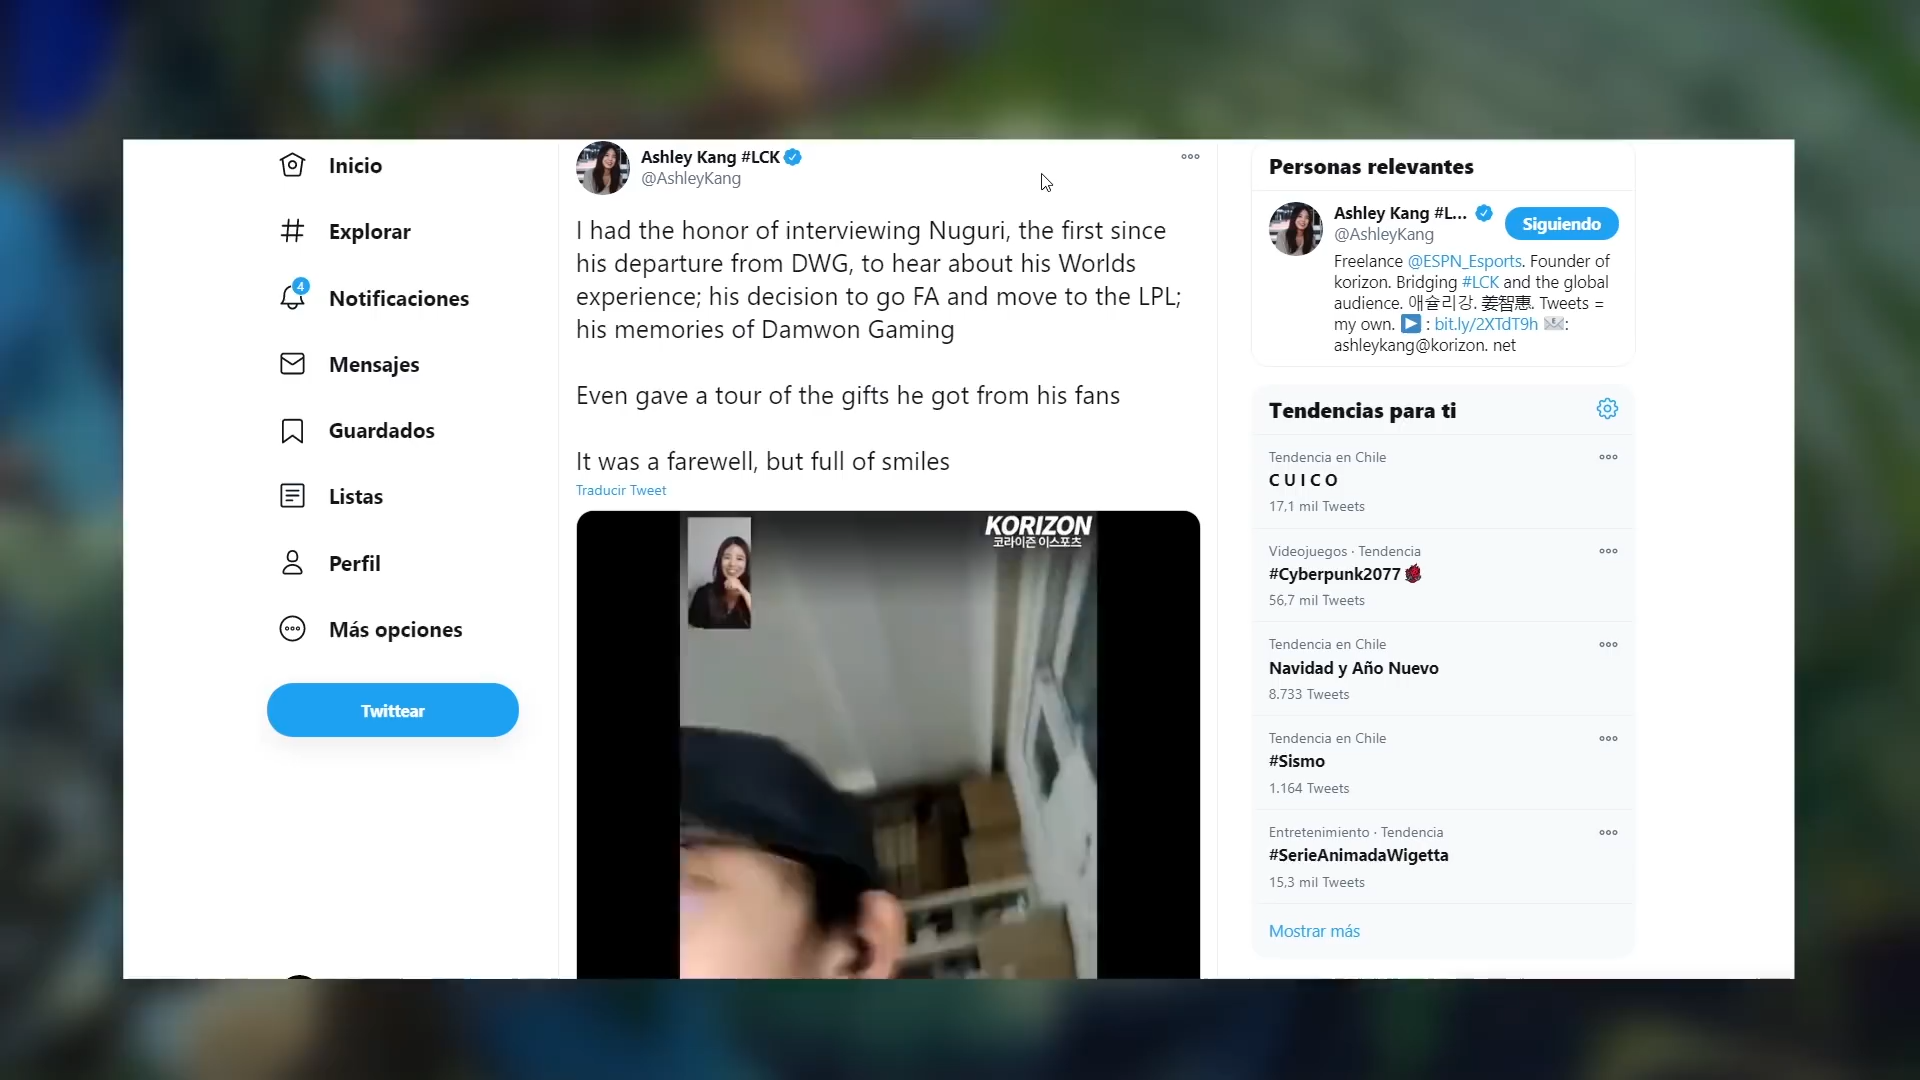 Inicio
Explorar
4
Notificaciones
Mensajes
Guardados
Listas
Perfil
Más opciones
Twittear
Ashley Kang #LCK
@AshleyKang
I had the honor of interviewing Nuguri, the first since
his departure from DWG, to hear about his Worlds
experience; his decision to go FA and move to the LPL;
his memories of Damwon Gaming
Even gave a tour of the gifts he got from his fans
It was a farewell, but full of smiles
Traducir Tweet
KORIZON
코라이즌 이스포츠
Personas relevantes
Ashley Kang #L...
@AshleyKang
Siguiendo
Freelance @ESPN_Esports. Founder of
korizon. Bridging #LCK and the global
audience. 애슐리강. 姜智惠. Tweets =
my own. : bit.ly/2XTdT9h :
ashleykang@korizon. net
Tendencias para ti
Tendencia en Chile
C U I C O
17,1 mil Tweets
Videojuegos · Tendencia
#Cyberpunk2077
56,7 mil Tweets
Tendencia en Chile
Navidad y Año Nuevo
8.733 Tweets
Tendencia en Chile
#Sismo
1.164 Tweets
Entretenimiento · Tendencia
#SerieAnimadaWigetta
15,3 mil Tweets
Mostrar más